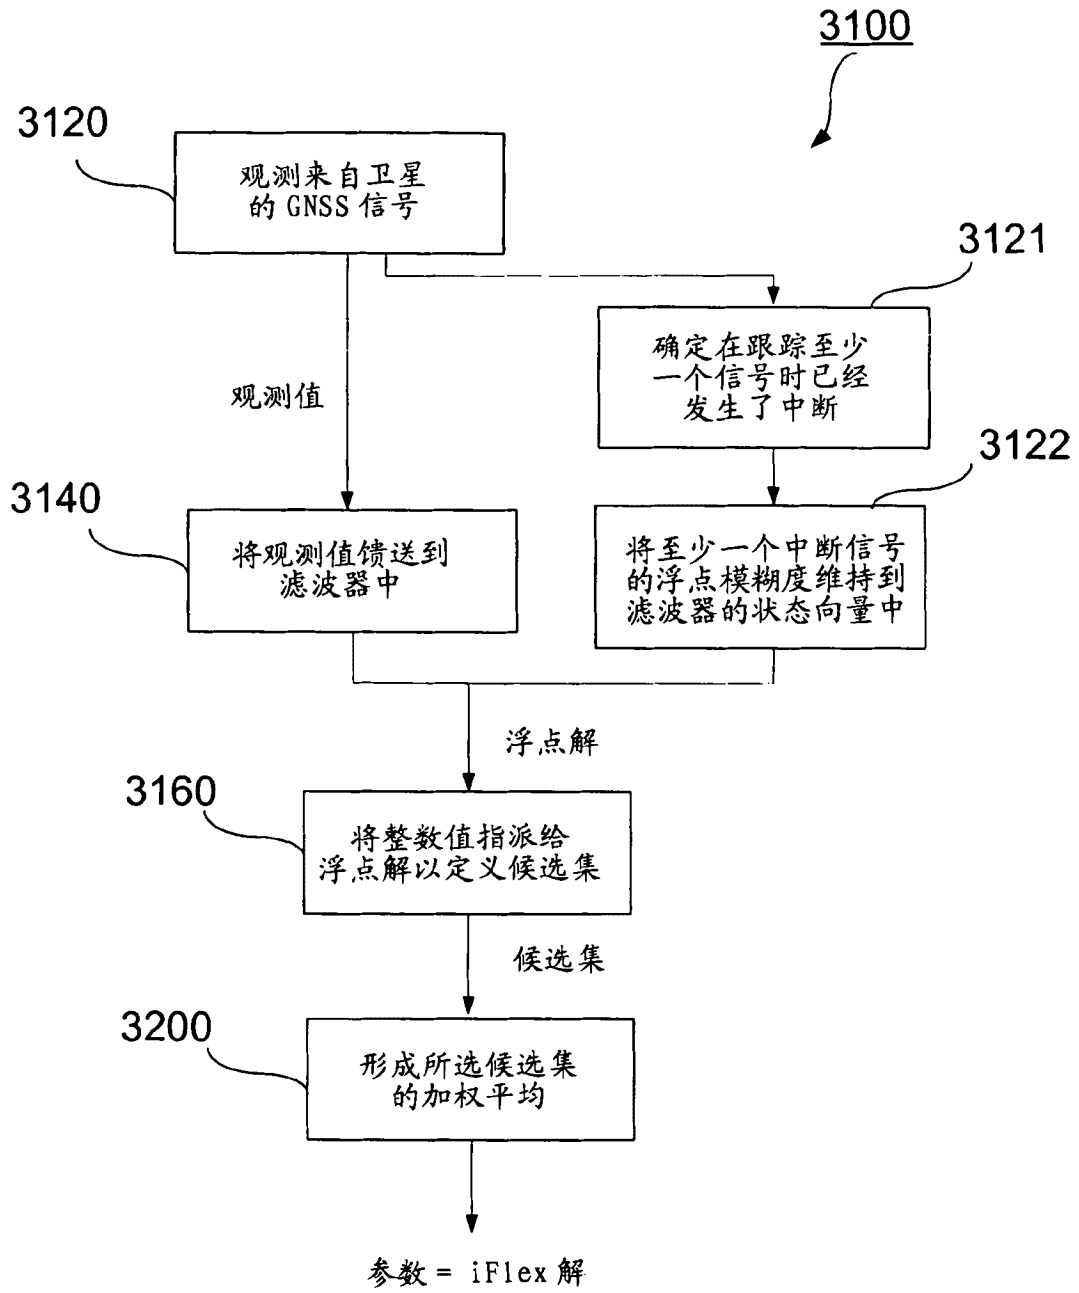 3100
3120
观测来自卫星
的 GNSS 信号
3121
确定在跟踪至少
一个信号时已经
发生了中断
观测值
3122
3140
将观测值馈送到
滤波器中
将至少一个中断信号
的浮点模糊度维持到
滤波器的状态向量中
浮点解
3160
将整数值指派给
浮点解以定义候选集
候选集
3200
形成所选候选集
的加权平均
参数 = iFlex 解